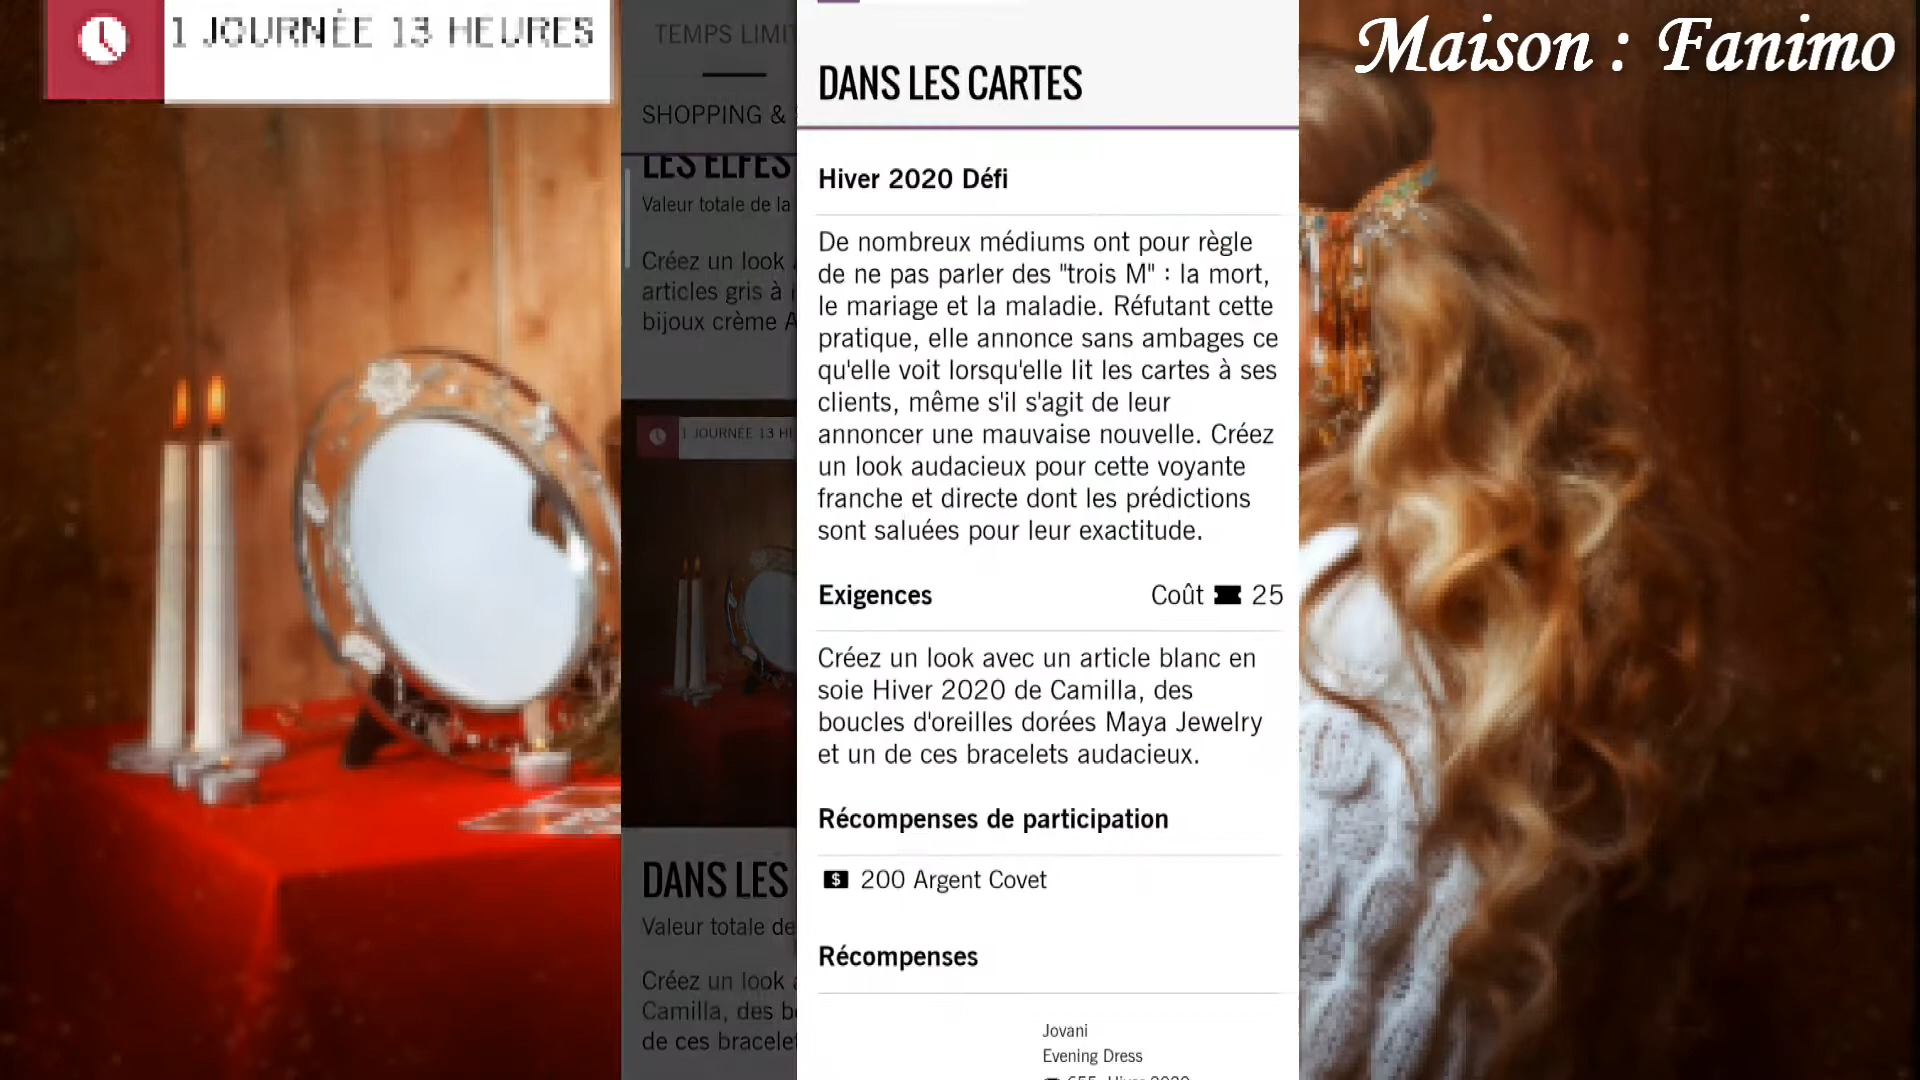 1 JOURNÉE 13 HEURES
Maison : Fanimo
TEMPS LIMI
SHOPPING &
LES ELFES
Valeur totale de la
Créez un look
articles gris à
bijoux crème
1 JOURNÉE 13 HE
DANS LES
Valeur totale de
Créez un look
Camilla, des
de ces
DANS LES CARTES
Hiver 2020 Défi
De nombreux médiums ont pour règle
de ne pas parler des "trois M" : la mort,
le mariage et la maladie. Réfutant cette
pratique, elle annonce sans ambages ce
qu'elle voit lorsqu'elle lit les cartes à ses
clients, même s'il s'agit de leur
annoncer une mauvaise nouvelle. Créez
un look audacieux pour cette voyante
franche et directe dont les prédictions
sont saluées pour leur exactitude.
Exigences Coût 25
Créez un look avec un article blanc en
soie Hiver 2020 de Camilla, des
boucles d'oreilles dorées Maya Jewelry
et un de ces bracelets audacieux.
Récompenses de participation
$ 200 Argent Covet
Récompenses
Jovani
Evening Dress